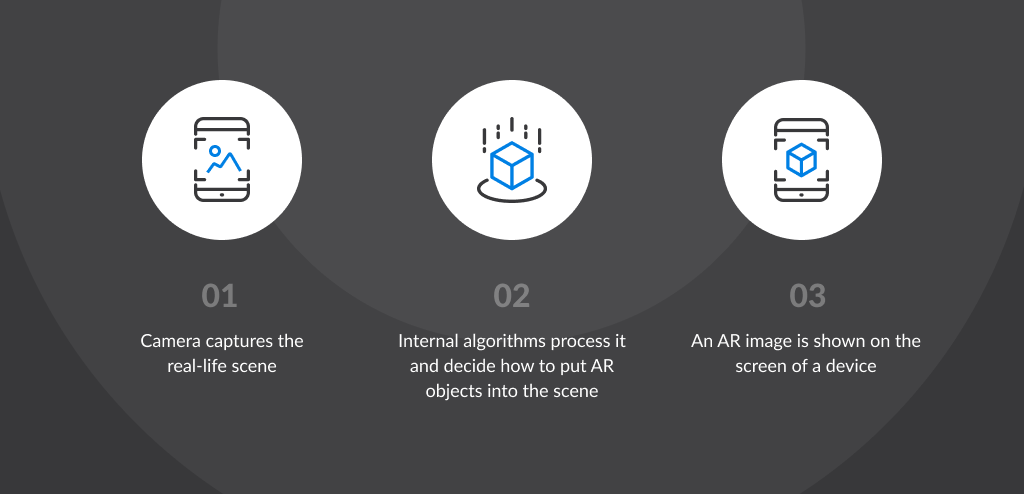 01
Camera captures the
real-life scene
02
Internal algorithms process it
and decide how to put AR
objects into the scene
03
An AR image is shown on the
screen of a device